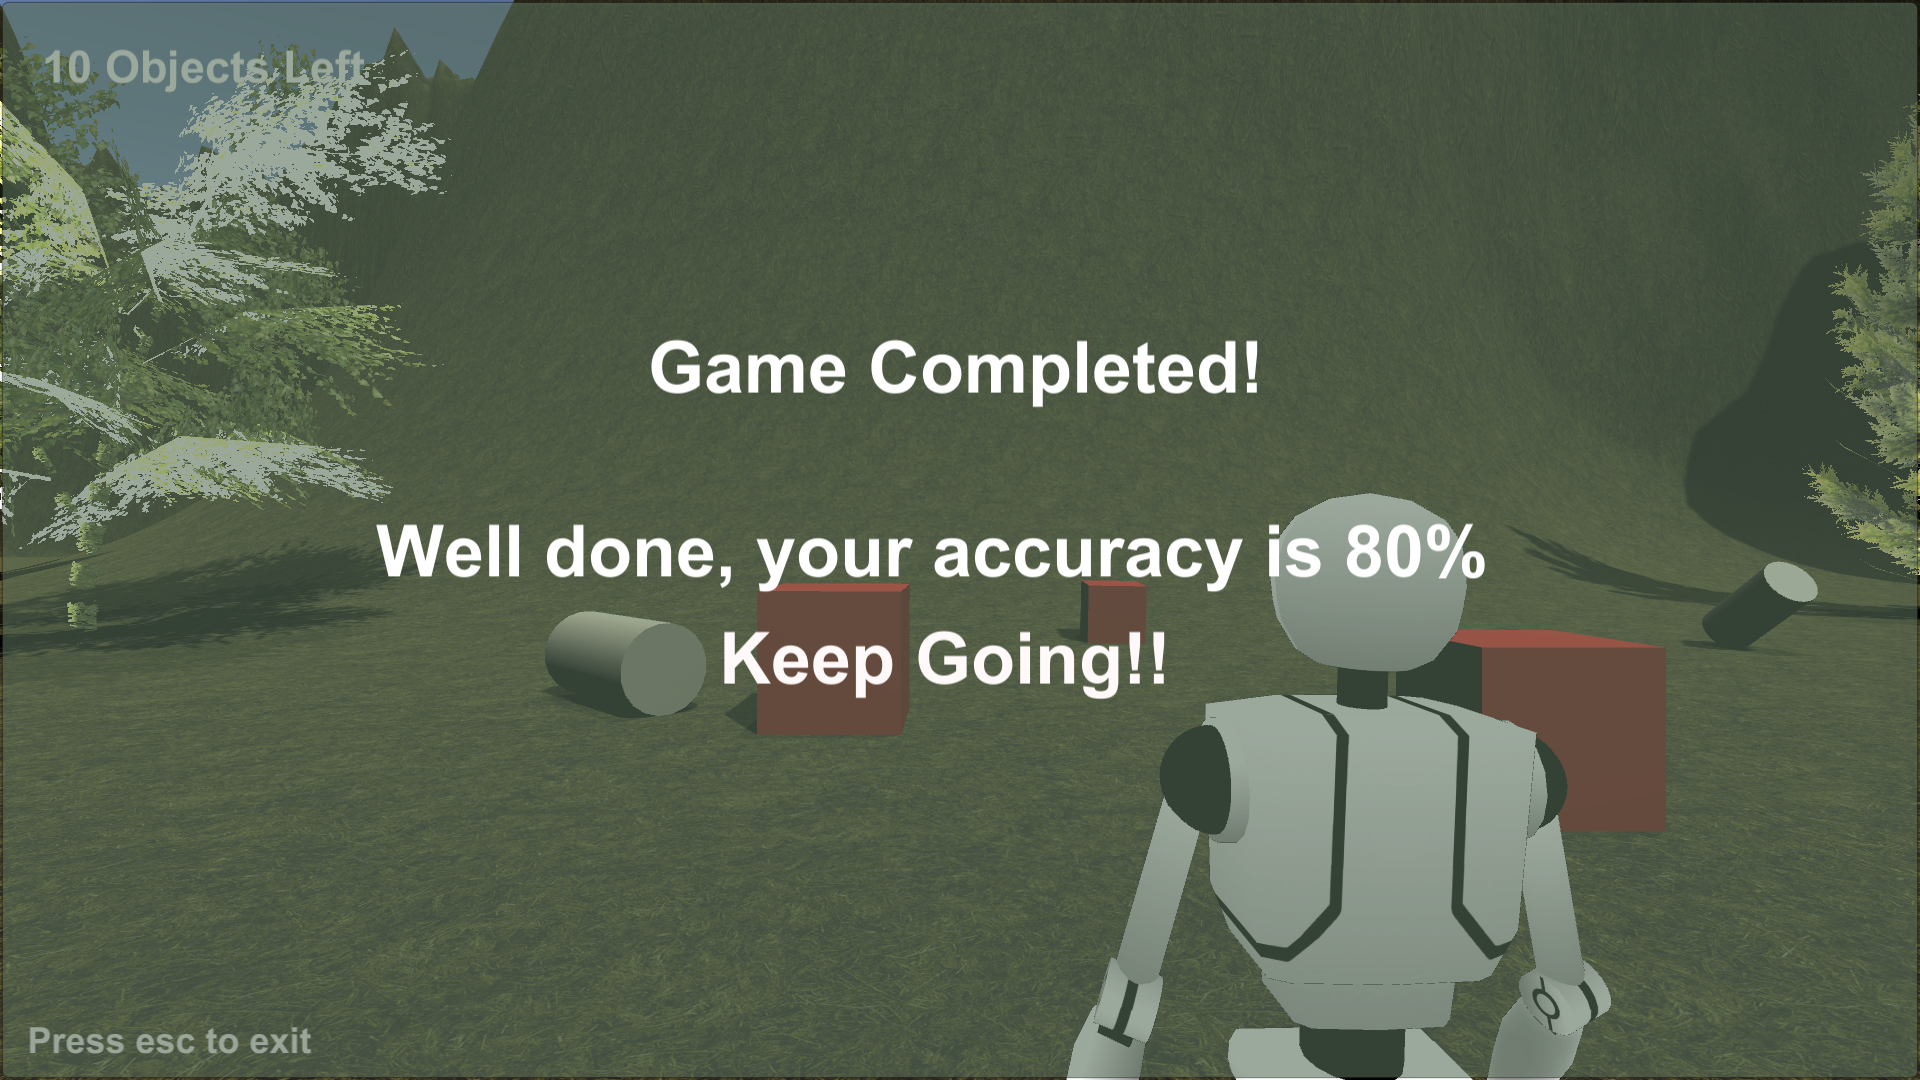 10 Objects Left
Game Completed!
Well done, your accuracy is 80%
Keep Going!!
Press esc to exit